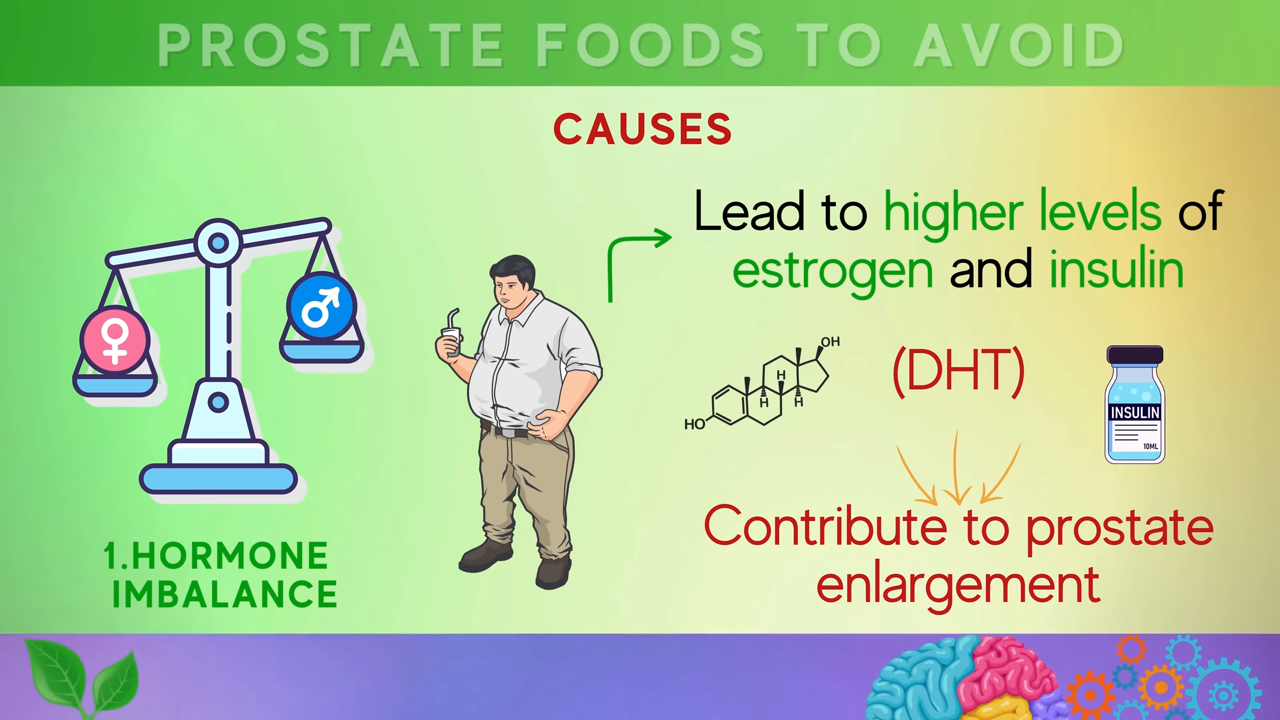 PROSTATE FOODS TO AVOID
CAUSES
Lead to higher levels of
estrogen and insulin
OH
H
H
H
H
HO
(DHT)
INSULIN
10ML
Contribute to prostate
enlargement
1.HORMONE
IMBALANCE